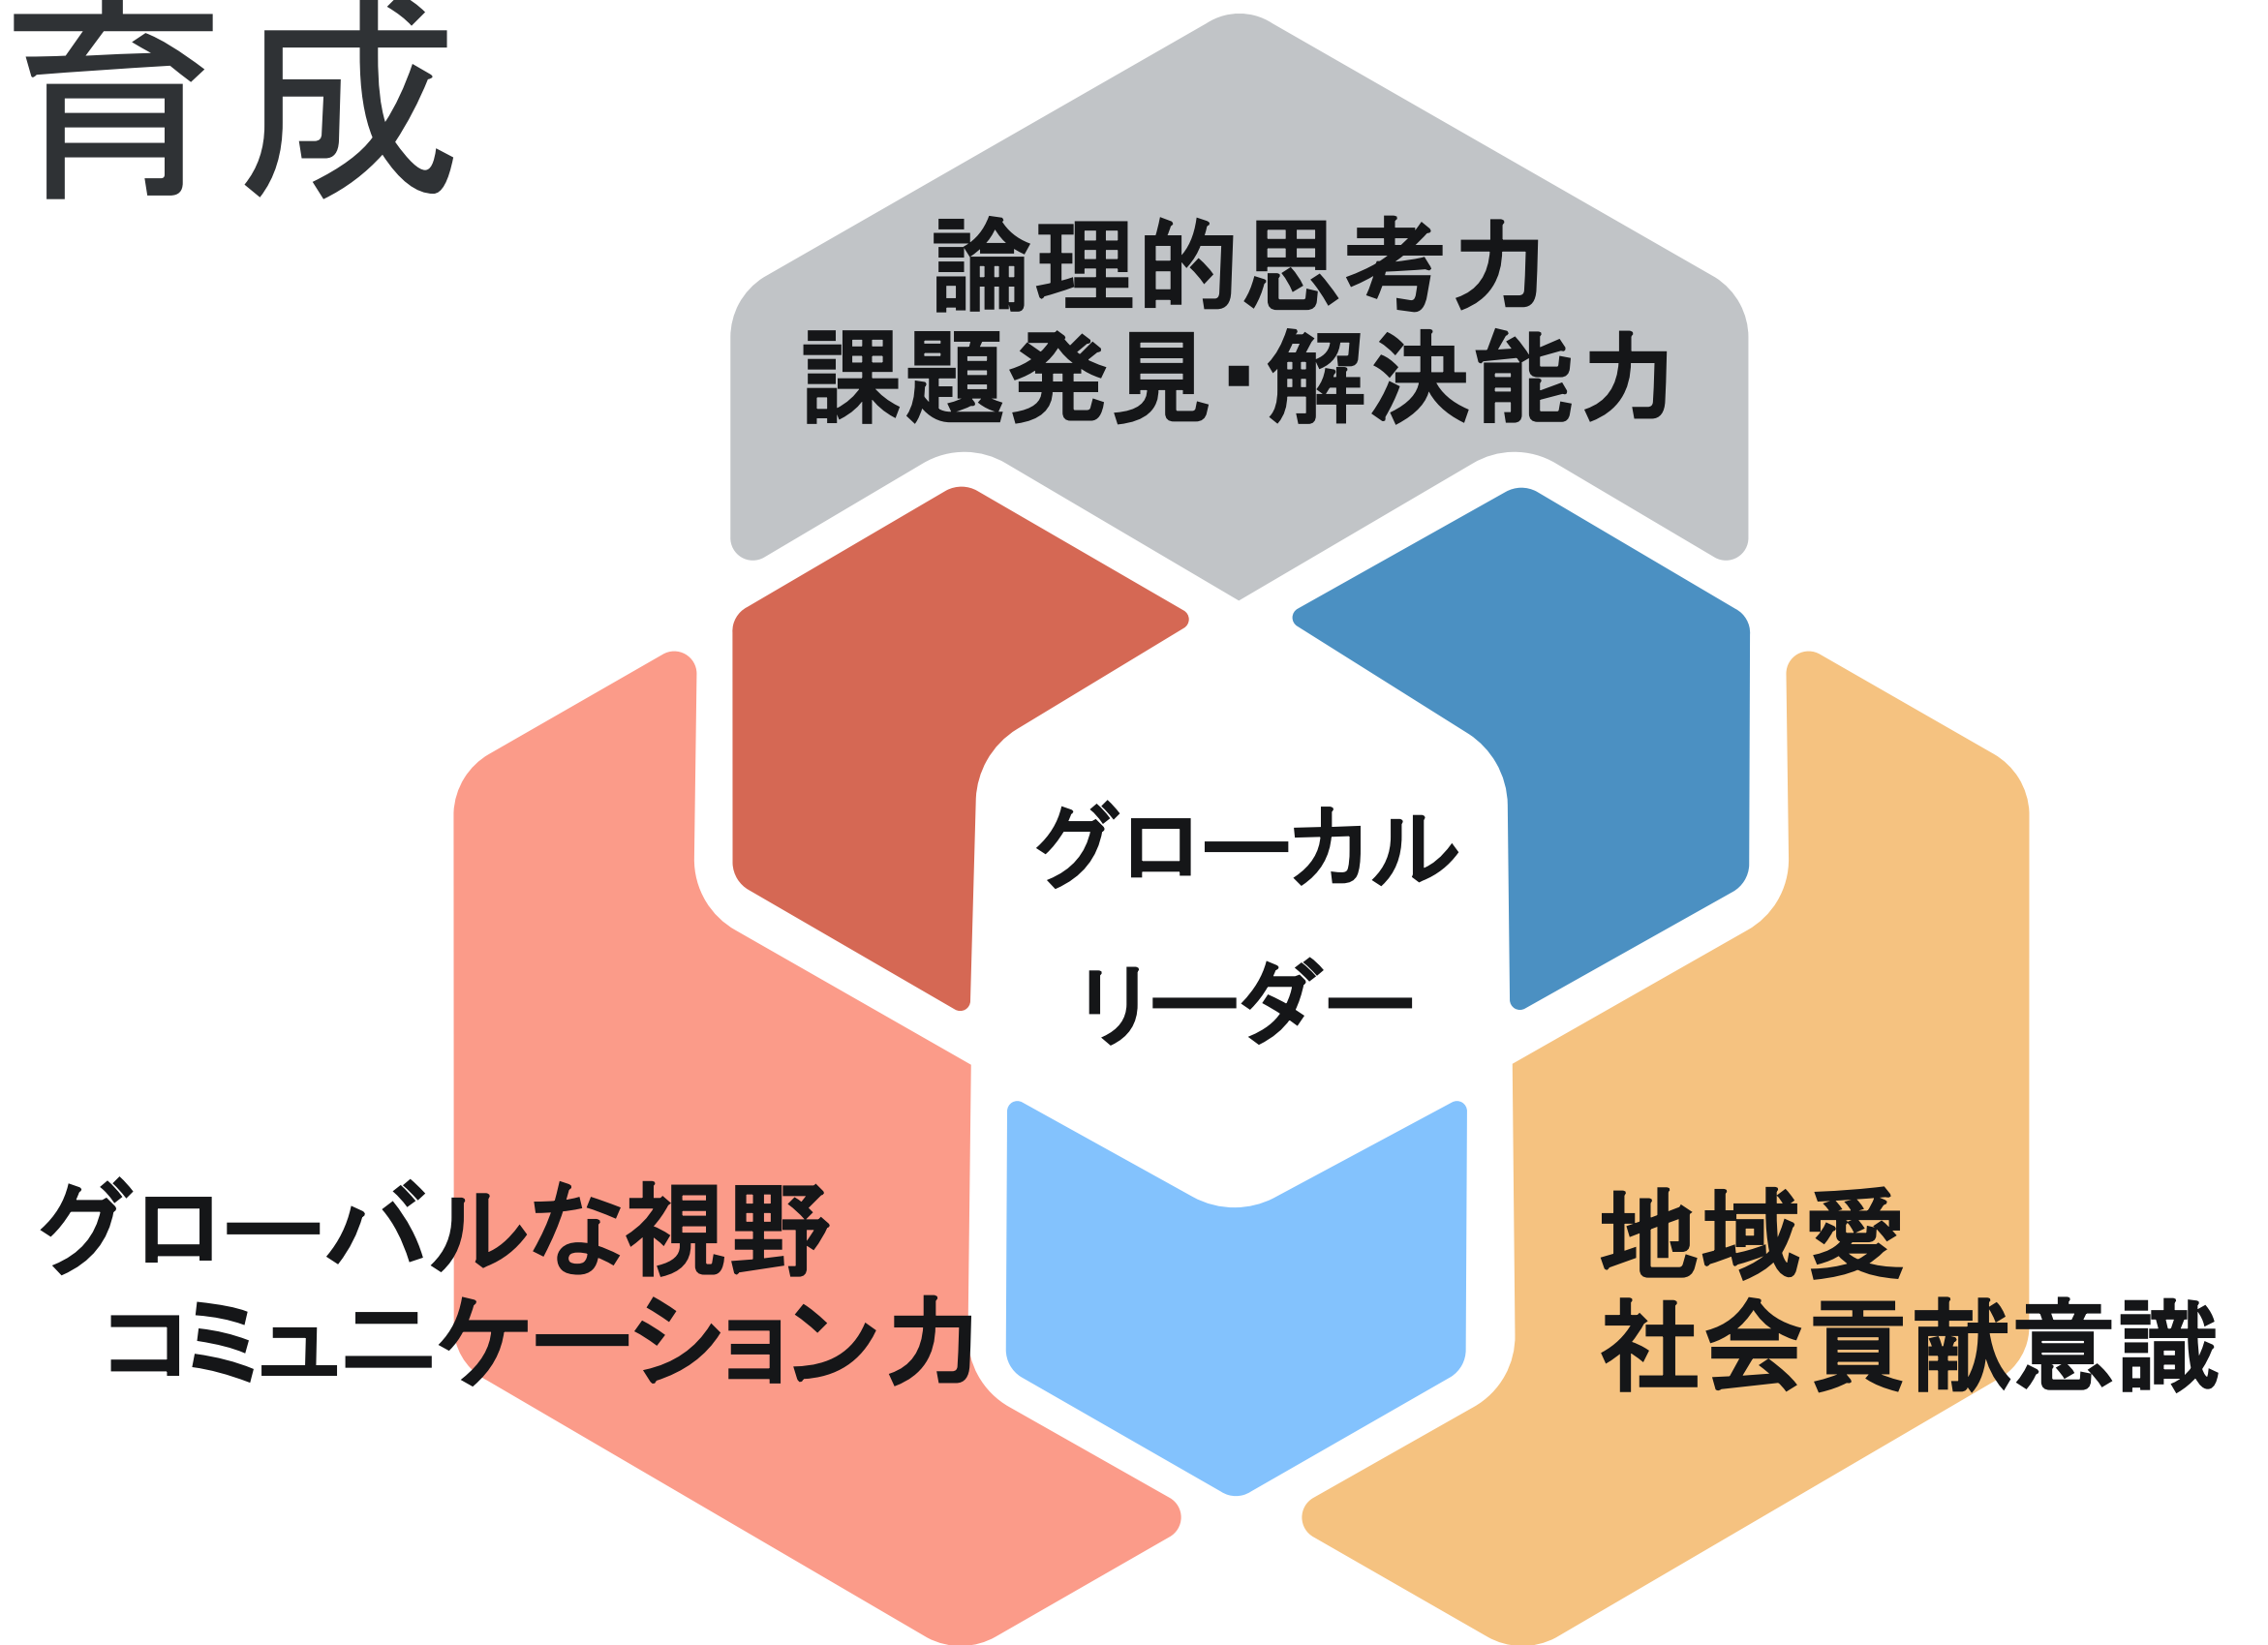 育成
論理的思考力
課題発見・解決能力
グローカル
リーダー
グローバルな視野
コミュニケーション力
地域愛
社会貢献意識